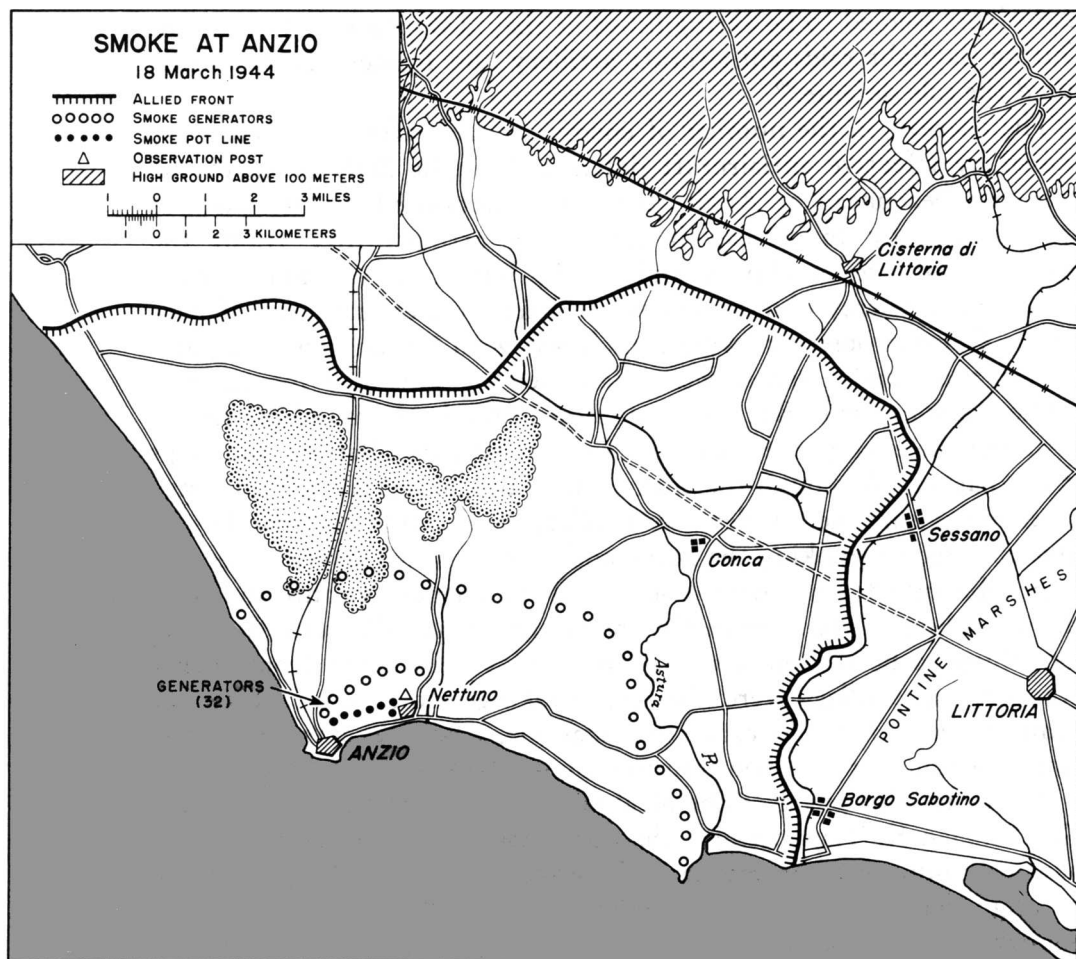 SMOKE AT ANZIO
18 March 1944
ALLIED FRONT
SMOKE GENERATORS
SMOKE POT LINE
OBSERVATION POST
HIGH GROUND ABOVE 100 METERS
1 0 1 2 3 MILES
1 0 1 2 3 KILOMETERS
Cisterna di
Littoria
Conca
Sessano
PONTINE MARSHES
Astura R
GENERATORS
(32)
Nettuno
LITTORIA
ANZIO
Borgo Sabotino